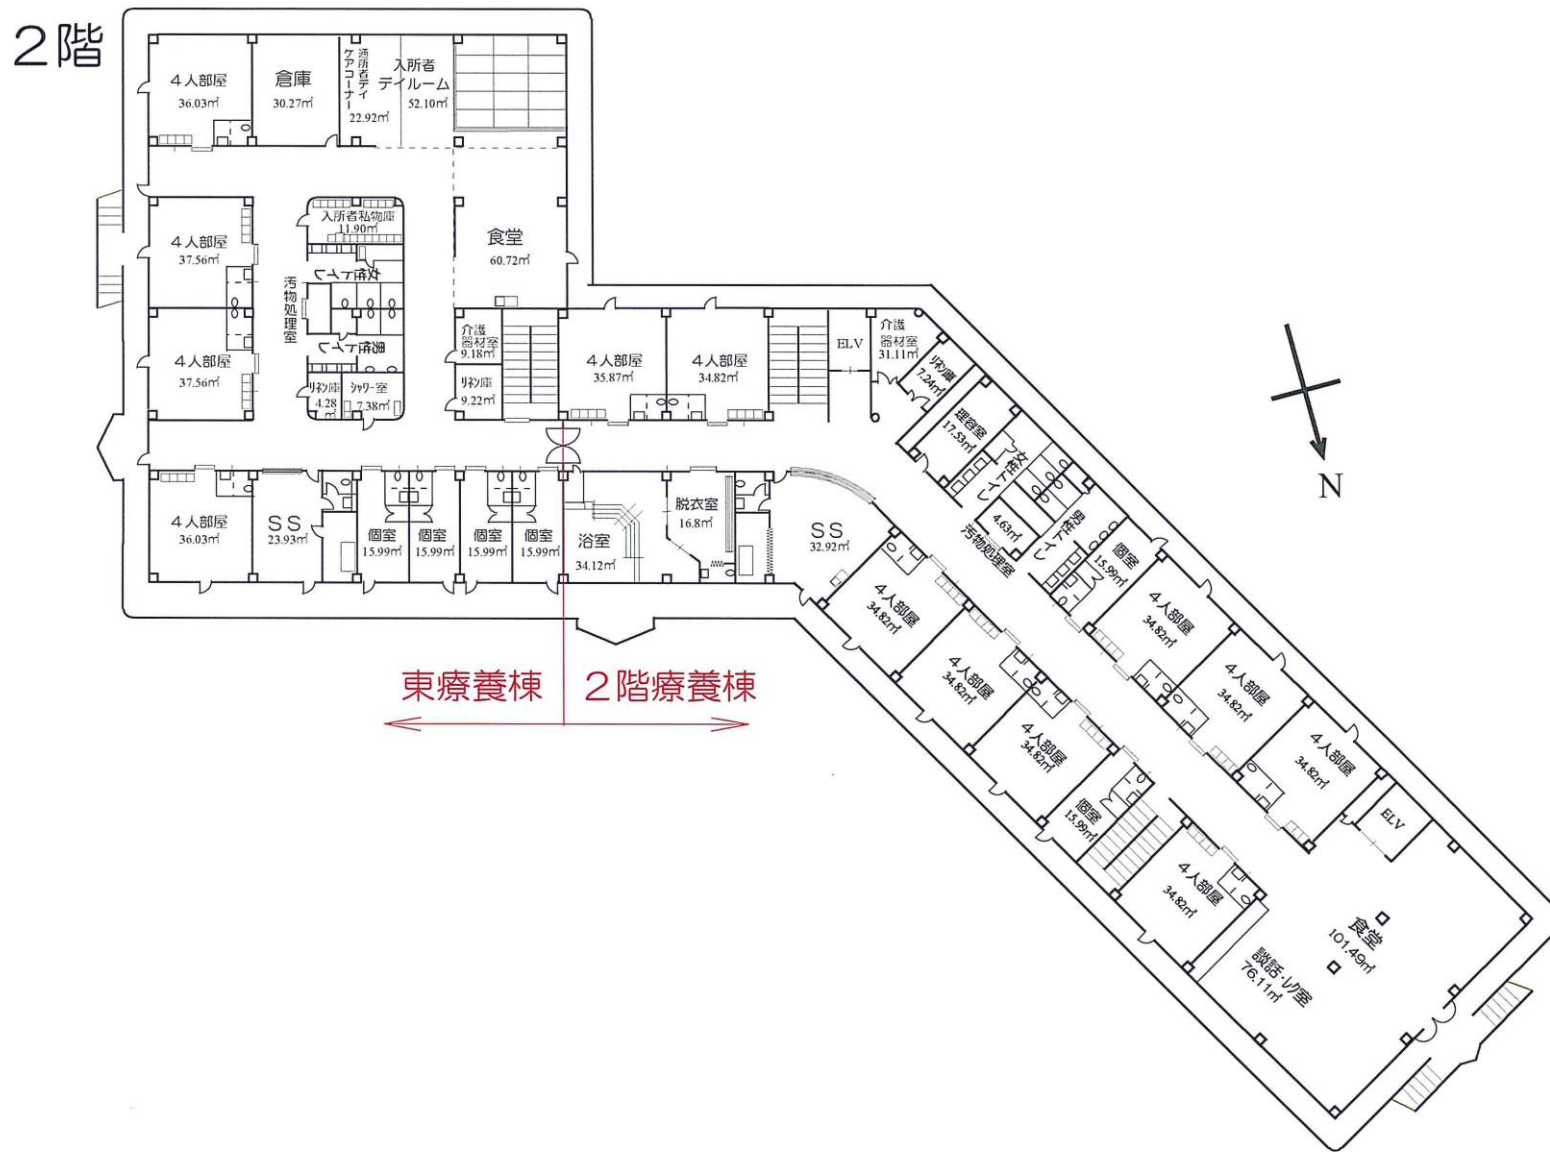 2階
4人部屋
36.03㎡
倉庫
30.27㎡
通所者デイ
ケアコーナー
22.92㎡
入所者
デイルーム
52.10㎡
4人部屋
37.56㎡
入所者私物庫
11.90㎡
食堂
60.72㎡
女性トイレ
汚物処理室
男性トイレ
4人部屋
37.56㎡
リネン庫
4.28
㎡
シャワー室
7.38㎡
介護
器材室
9.18㎡
リネン庫
9.22㎡
4人部屋
35.87㎡
4人部屋
34.82㎡
ELV
介護
器材室
31.11㎡
リネン庫
7.24㎡
理容室
17.53㎡
女性トイレ
4.63㎡
汚物処理室
男性トイレ
個室
15.99㎡
4人部屋
36.03㎡
SS
23.93㎡
個室
15.99㎡
個室
15.99㎡
個室
15.99㎡
個室
15.99㎡
浴室
34.12㎡
脱衣室
16.8㎡
SS
32.92㎡
4人部屋
34.82㎡
4人部屋
34.82㎡
4人部屋
34.82㎡
個室
15.99㎡
4人部屋
34.82㎡
4人部屋
34.82㎡
4人部屋
34.82㎡
4人部屋
34.82㎡
ELV
食堂
101.49㎡
談話・レク室
76.11㎡
東療養棟
2階療養棟
N